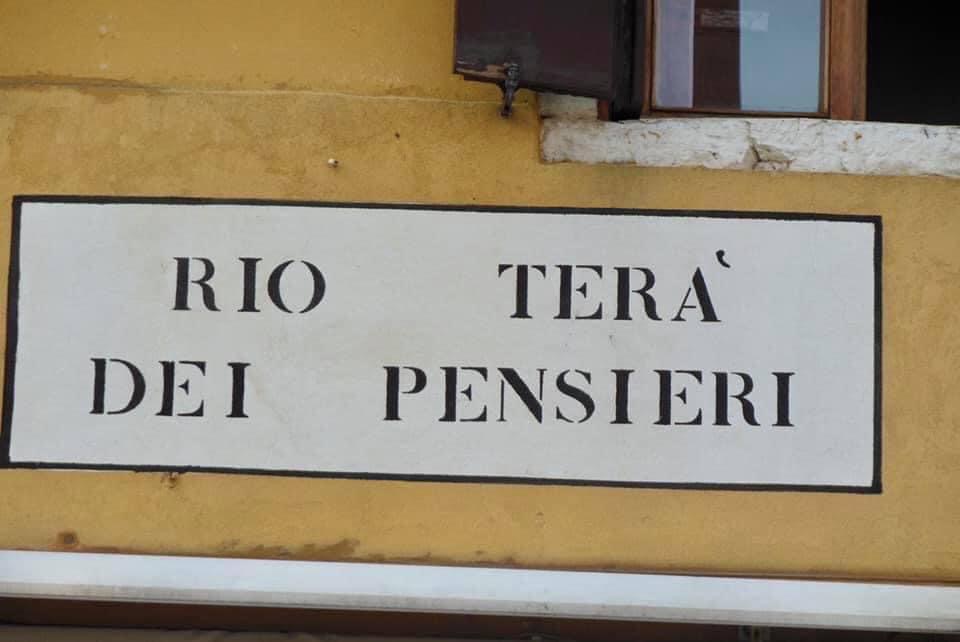 RIO TERA'
DEI PENSIERI